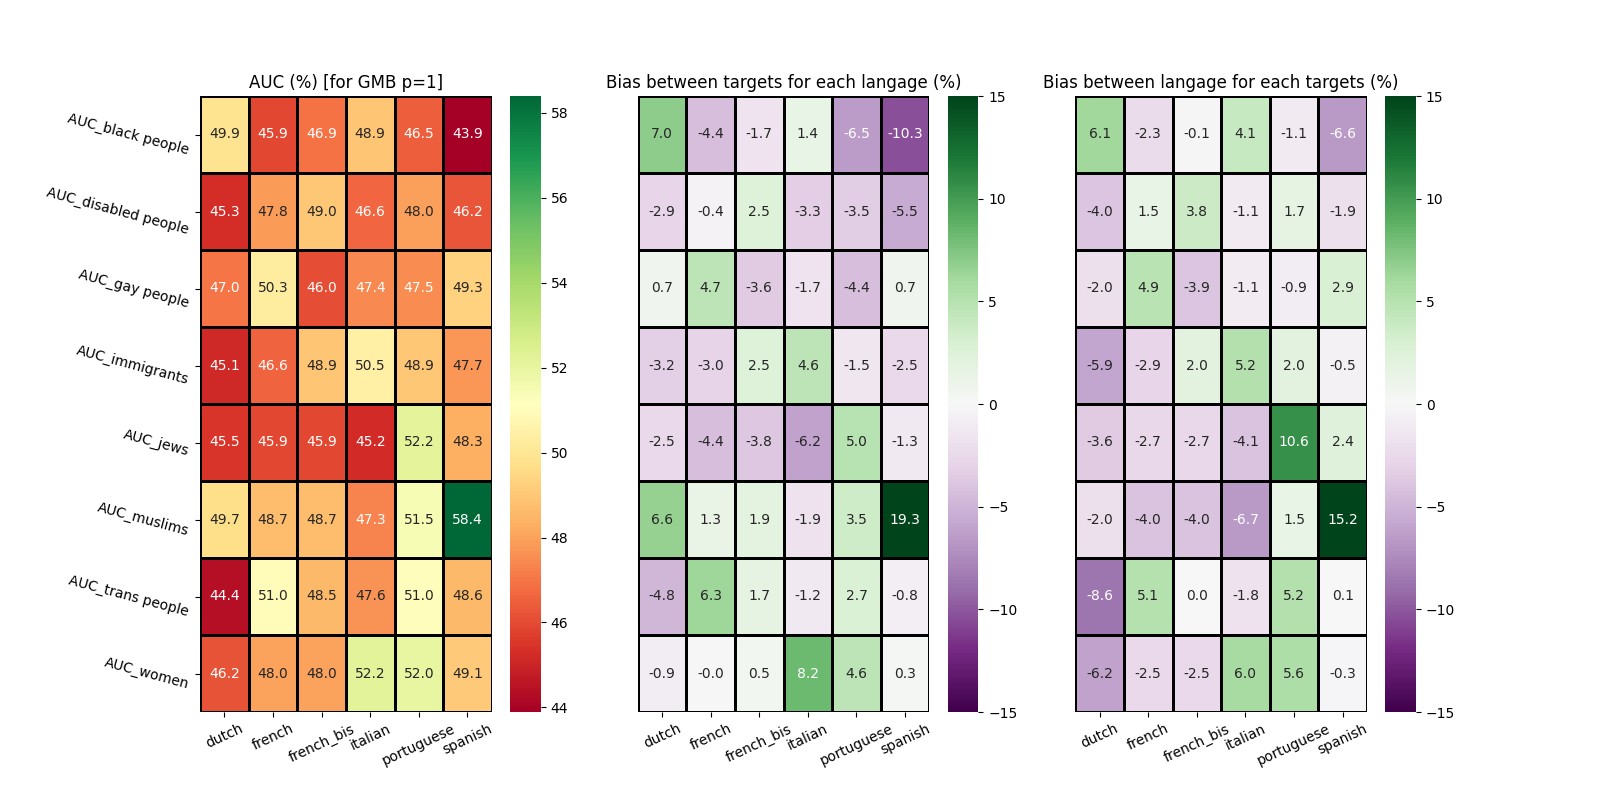 AUC (%) [for GMB p=1]
Bias between targets for each langage (%)
Bias between langage for each targets (%)
AUC_black people 49.9 45.9 46.9 48.9 46.5 43.9
AUC_disabled people 45.3 47.8 49.0 46.6 48.0 46.2
AUC_gay people 47.0 50.3 46.0 47.4 47.5 49.3
AUC_immigrants 45.1 46.6 48.9 50.5 48.9 47.7
AUC_jews 45.5 45.9 45.9 45.2 52.2 48.3
AUC_muslims 49.7 48.7 48.7 47.3 51.5 58.4
AUC_trans people 44.4 51.0 48.5 47.6 51.0 48.6
AUC_women 46.2 48.0 48.0 52.2 52.0 49.1
dutch french french_bis italian portuguese spanish
58
56
54
52
50
48
46
44
7.0 -4.4 -1.7 1.4 -6.5 -10.3
-2.9 -0.4 2.5 -3.3 -3.5 -5.5
0.7 4.7 -3.6 -1.7 -4.4 0.7
-3.2 -3.0 2.5 4.6 -1.5 -2.5
-2.5 -4.4 -3.8 -6.2 5.0 -1.3
6.6 1.3 1.9 -1.9 3.5 19.3
-4.8 6.3 1.7 -1.2 2.7 -0.8
-0.9 -0.0 0.5 8.2 4.6 0.3
dutch french french_bis italian portuguese spanish
15
10
5
0
−5
−10
−15
6.1 -2.3 -0.1 4.1 -1.1 -6.6
-4.0 1.5 3.8 -1.1 1.7 -1.9
-2.0 4.9 -3.9 -1.1 -0.9 2.9
-5.9 -2.9 2.0 5.2 2.0 -0.5
-3.6 -2.7 -2.7 -4.1 10.6 2.4
-2.0 -4.0 -4.0 -6.7 1.5 15.2
-8.6 5.1 0.0 -1.8 5.2 0.1
-6.2 -2.5 -2.5 6.0 5.6 -0.3
dutch french french_bis italian portuguese spanish
15
10
5
0
−5
−10
−15